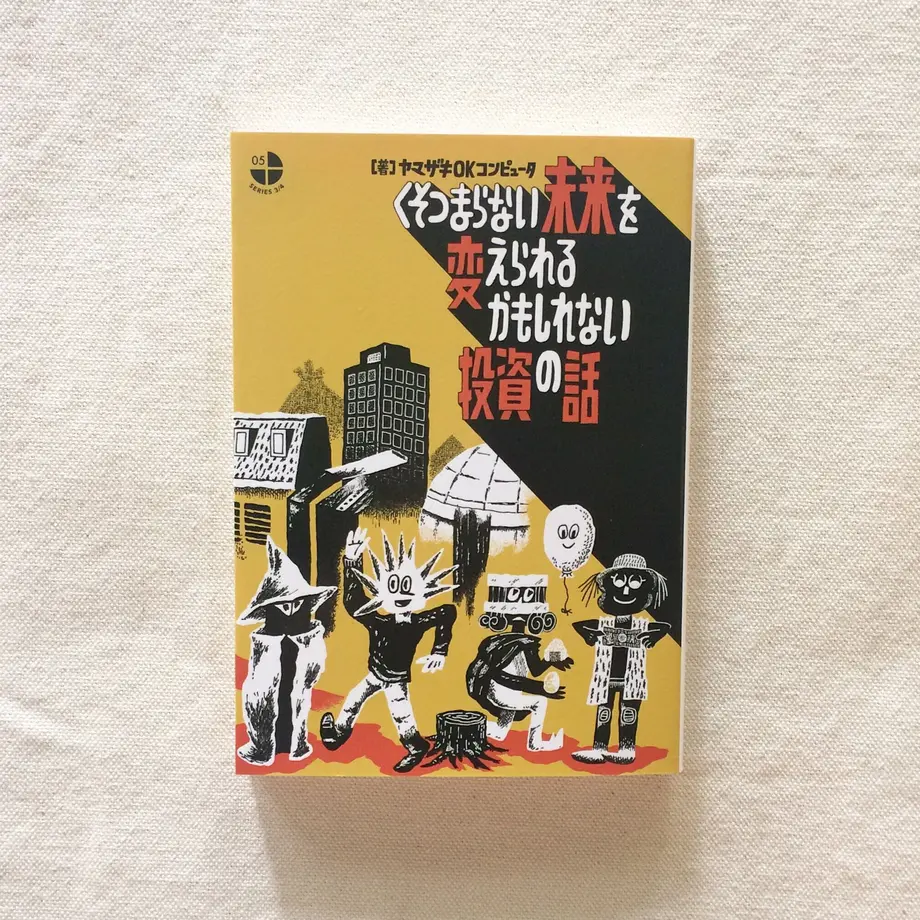 05
SERIES 3/4
[著]ヤマザキOKコンピュータ
くそつまらない未来を
変えられる
かもしれない
投資の話